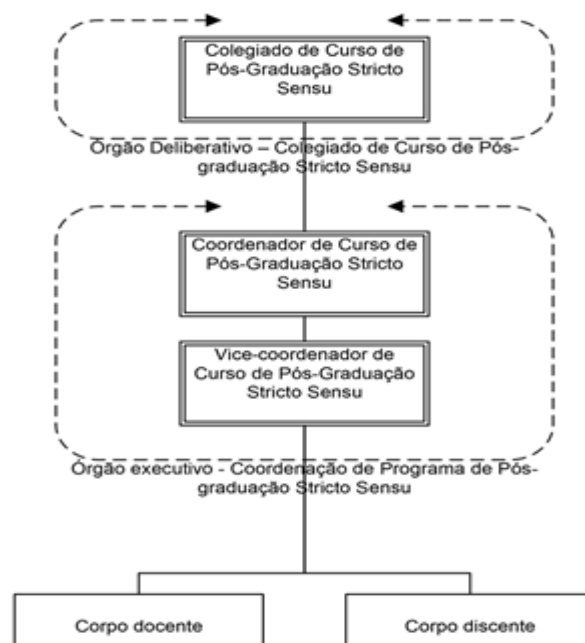 Colegiado de Curso de
Pós-Graduação Stricto
Sensu
Órgão Deliberativo – Colegiado de Curso de Pós-
graduação Stricto Sensu
Coordenador de Curso de
Pós-Graduação Stricto
Sensu
Vice-coordenador de
Curso de Pós-Graduação
Stricto Sensu
Órgão executivo - Coordenação de Programa de Pós-
graduação Stricto Sensu
Corpo docente
Corpo discente